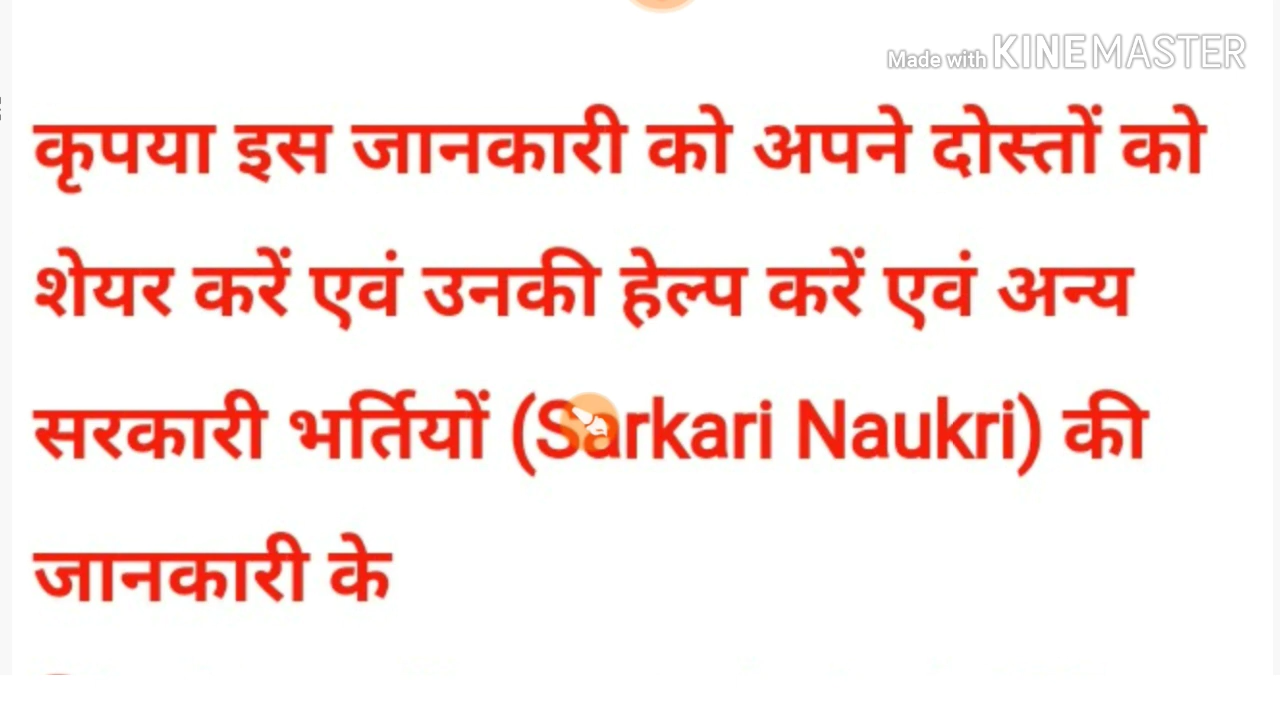 Made with KINEMASTER
कृपया इस जानकारी को अपने दोस्तों को
शेयर करें एवं उनकी हेल्प करें एवं अन्य
सरकारी भर्तियों (Sarkari Naukri) की
जानकारी के